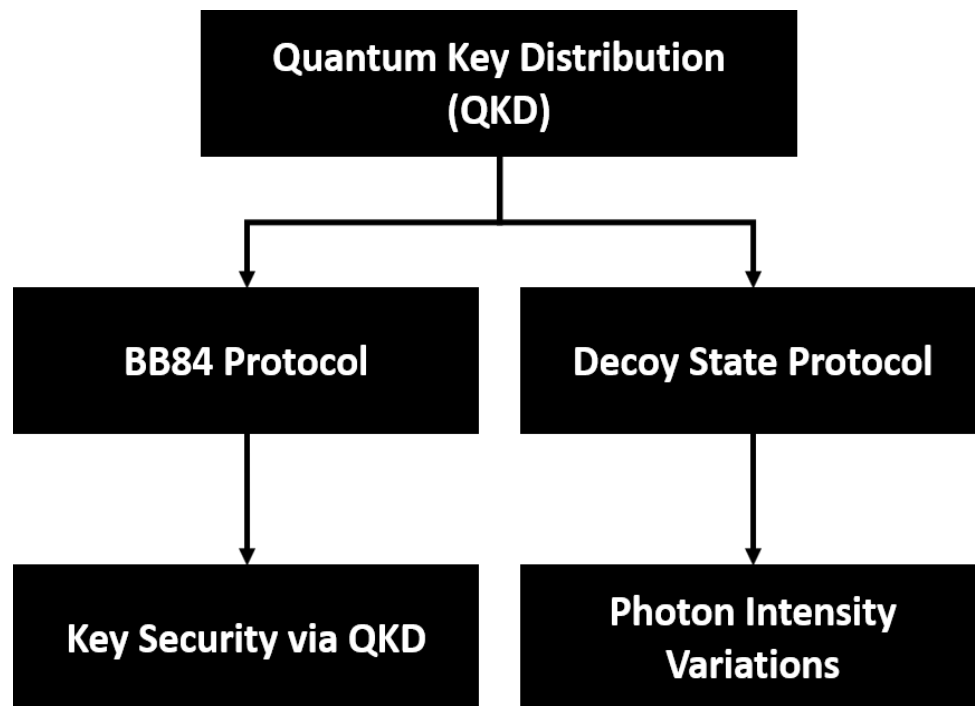 Quantum Key Distribution
(QKD)
BB84 Protocol
Decoy State Protocol
Key Security via QKD
Photon Intensity
Variations